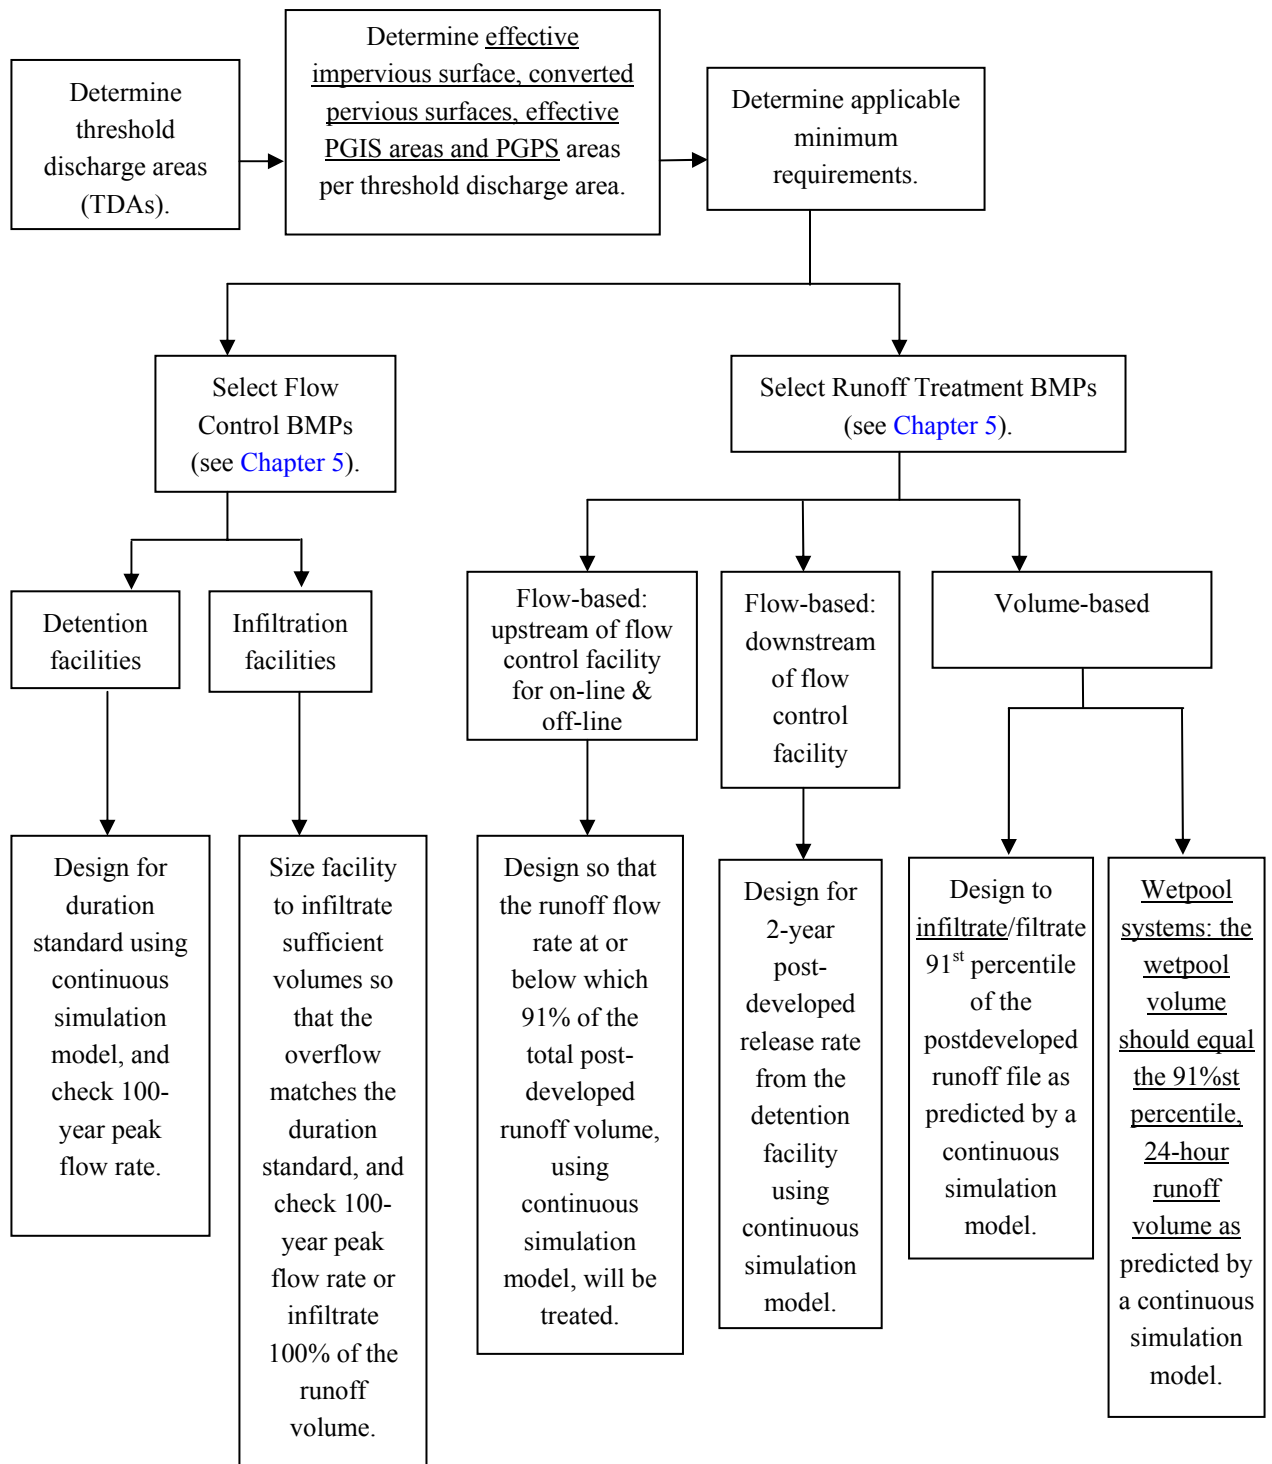 Determine
threshold
discharge areas
(TDAs).
Determine effective
impervious surface, converted
pervious surfaces, effective
PGIS areas and PGPS areas
per threshold discharge area.
Determine applicable
minimum
requirements.
Select Flow
Control BMPs
(see Chapter 5).
Select Runoff Treatment BMPs
(see Chapter 5).
Detention
facilities
Infiltration
facilities
Flow-based:
upstream of flow
control facility
for on-line &
off-line
Flow-based:
downstream
of flow
control
facility
Volume-based
Design for
duration
standard using
continuous
simulation
model, and
check 100-
year peak
flow rate.
Size facility
to infiltrate
sufficient
volumes so
that the
overflow
matches the
duration
standard, and
check 100-
year peak
flow rate or
infiltrate
100% of the
runoff
volume.
Design so that
the runoff flow
rate at or
below which
91% of the
total post-
developed
runoff volume,
using
continuous
simulation
model, will be
treated.
Design for
2-year
post-
developed
release rate
from the
detention
facility
using
continuous
simulation
model.
Design to
infiltrate/filtrate
91st percentile
of the
postdeveloped
runoff file as
predicted by a
continuous
simulation
model.
Wetpool
systems: the
wetpool
volume
should equal
the 91%st
percentile,
24-hour
runoff
volume as
predicted by
a continuous
simulation
model.